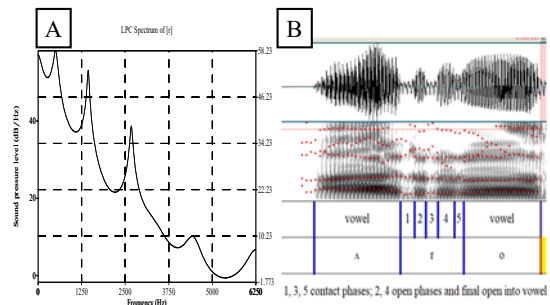 A
LPC Spectrum of [r]
58.23
46.23
34.23
22.23
10.23
-1.773
40
20
0
Sound pressure level (dB / Hz)
0 1250 2500 3750 5000 6250
Frequency (Hz)
B
vowel 1 2 3 4 5 vowel
ʌ r o
1, 3, 5 contact phases; 2, 4 open phases and final open into vowel